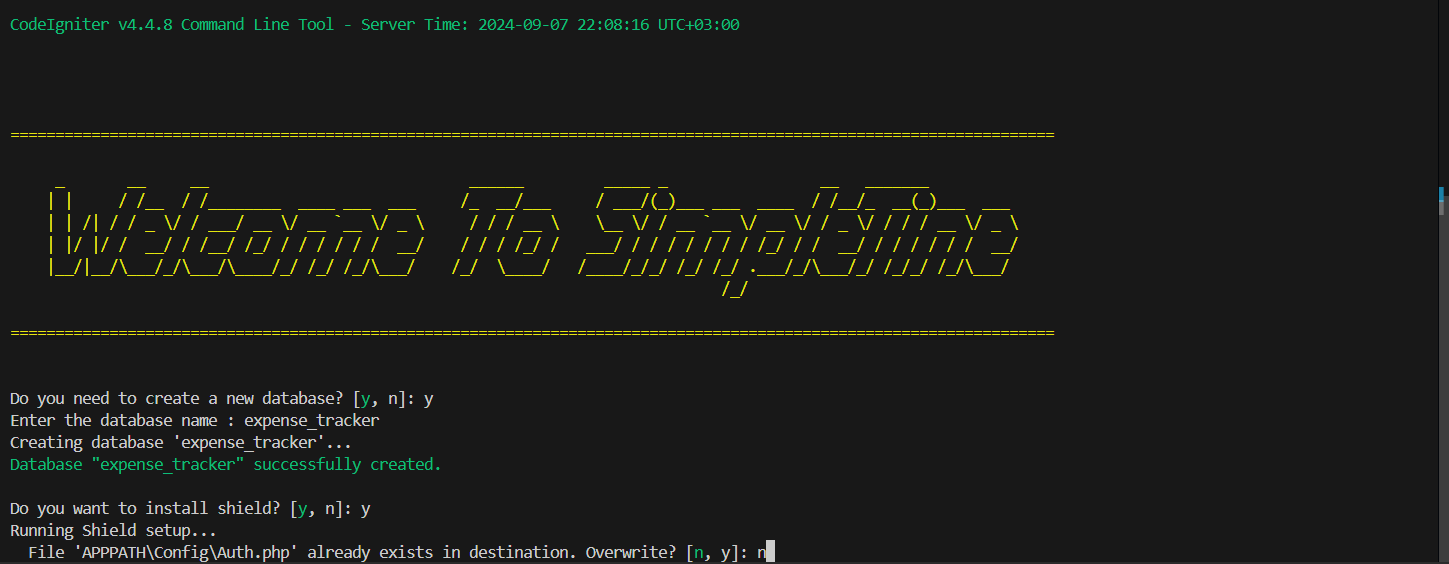 CodeIgniter v4.4.8 Command Line Tool - Server Time: 2024-09-07 22:08:16 UTC+03:00
====================================================================================================================
Welcome To SimpleFine
====================================================================================================================
Do you need to create a new database? [y, n]: y
Enter the database name : expense_tracker
Creating database 'expense_tracker'...
Database "expense_tracker" successfully created.
Do you want to install shield? [y, n]: y
Running Shield setup...
File 'APPPATH\Config\Auth.php' already exists in destination. Overwrite? [n, y]: n